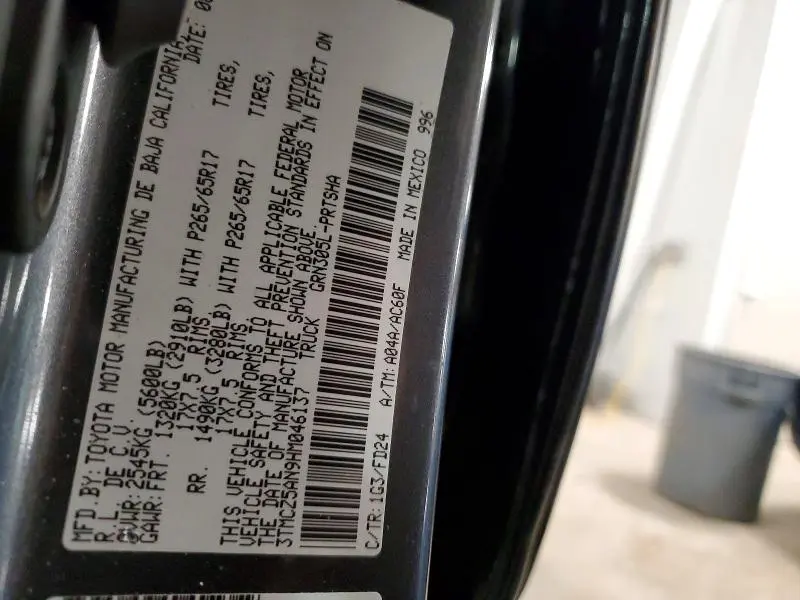 MFD BY: TOYOTA MOTOR MANUFACTURING DE BAJA CALIFORNIA,
S. DE R.L. DE C.V. DATE: 06
GVWR: 2545KG (5600LB)
GAWR: FRT. 1320KG (2910LB) WITH P265/65R17 TIRES,
17X7.5 RIMS
RR. 1490KG (3280LB) WITH P265/65R17 TIRES,
17X7.5 RIMS
THIS VEHICLE CONFORMS TO ALL APPLICABLE FEDERAL MOTOR
VEHICLE SAFETY AND THEFT PREVENTION STANDARDS IN EFFECT ON
THE DATE OF MANUFACTURE SHOWN ABOVE.
3TMCZ5AN9HM046137 TRUCK GRN305L-PRTSHA
C/TR: 1G3/FD24 A/TM: A04A/AC60F MADE IN MEXICO 996